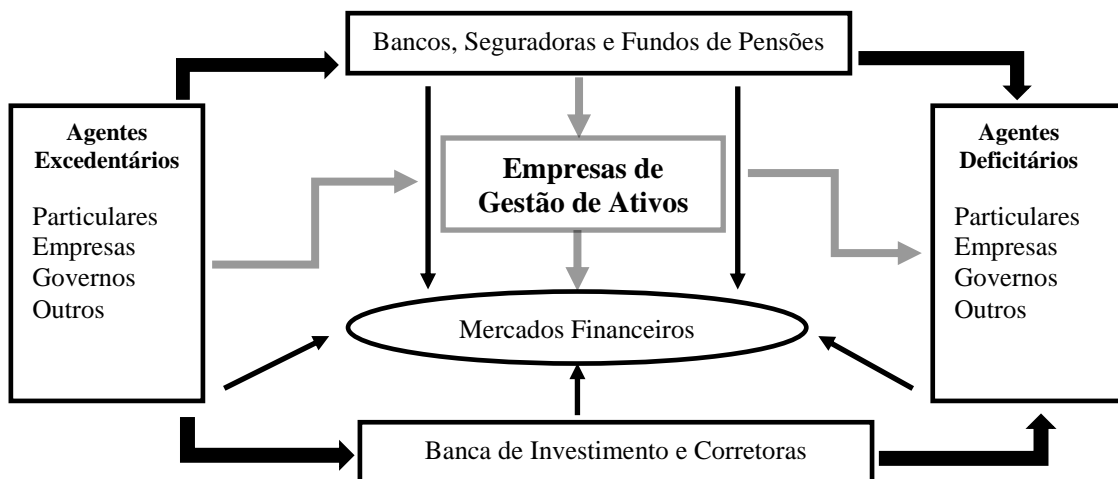 Bancos, Seguradoras e Fundos de Pensões
Agentes
Excedentários
Particulares
Empresas
Governos
Outros
Empresas de
Gestão de Ativos
Agentes
Deficitários
Particulares
Empresas
Governos
Outros
Mercados Financeiros
Banca de Investimento e Corretoras